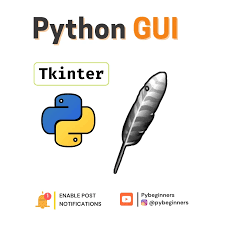 Python GUI
Tkinter
ENABLE POST
NOTIFICATIONS
Pybeginners
@pybeginners